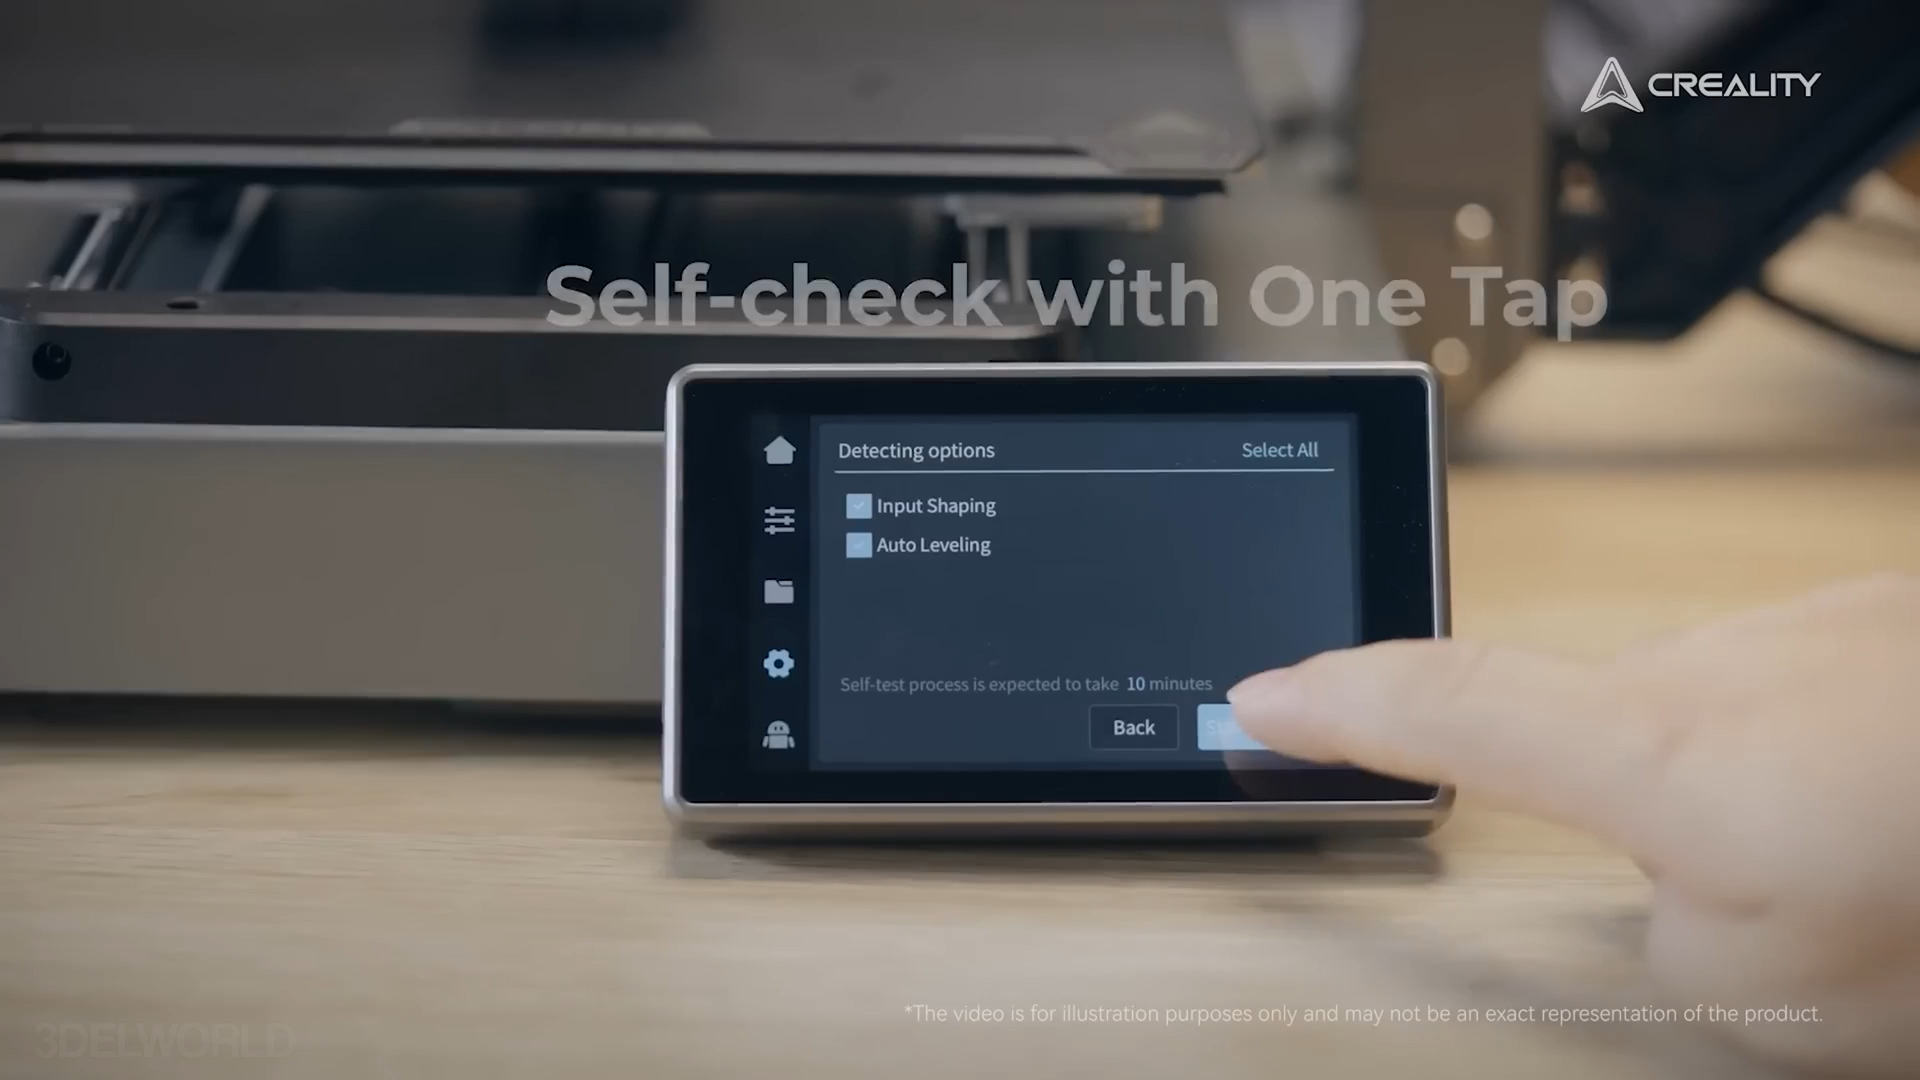 CREALITY
Self-check with One Tap
Detecting options
Select All
Input Shaping
Auto Leveling
Self-test process is expected to take 10 minutes
Back
*The video is for illustration purposes only and may not be an exact representation of the product.
3DELWORLD